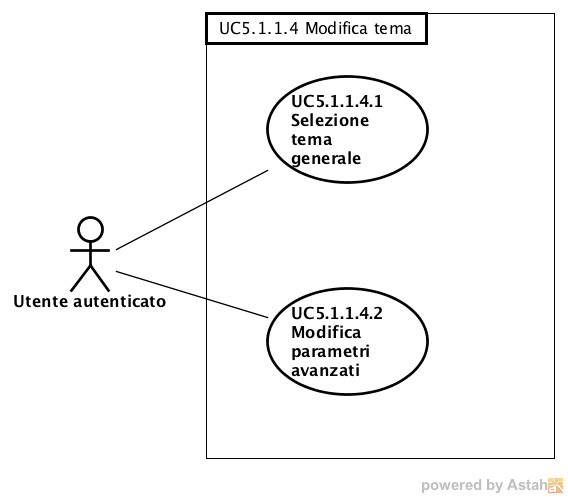 UC5.1.1.4 Modifica tema
UC5.1.1.4.1
Selezione
tema
generale
Utente autenticato
UC5.1.1.4.2
Modifica
parametri
avanzati
powered by Astah